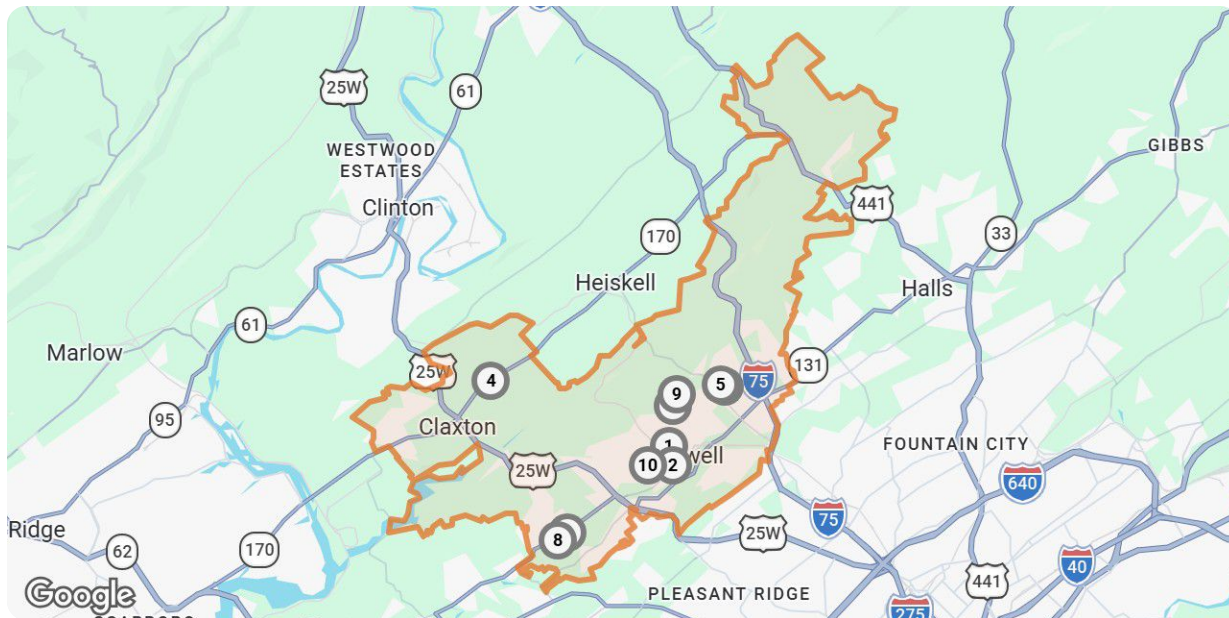 25W
61
WESTWOOD
ESTATES
Clinton
GIBBS
441
33
170
Heiskell
Halls
61
Marlow
25W
4
131
75
5
9
95
Claxton
FOUNTAIN CITY
1
well
10
2
25W
640
75
25W
8
Ridge
62
170
40
441
PLEASANT RIDGE
275
Google